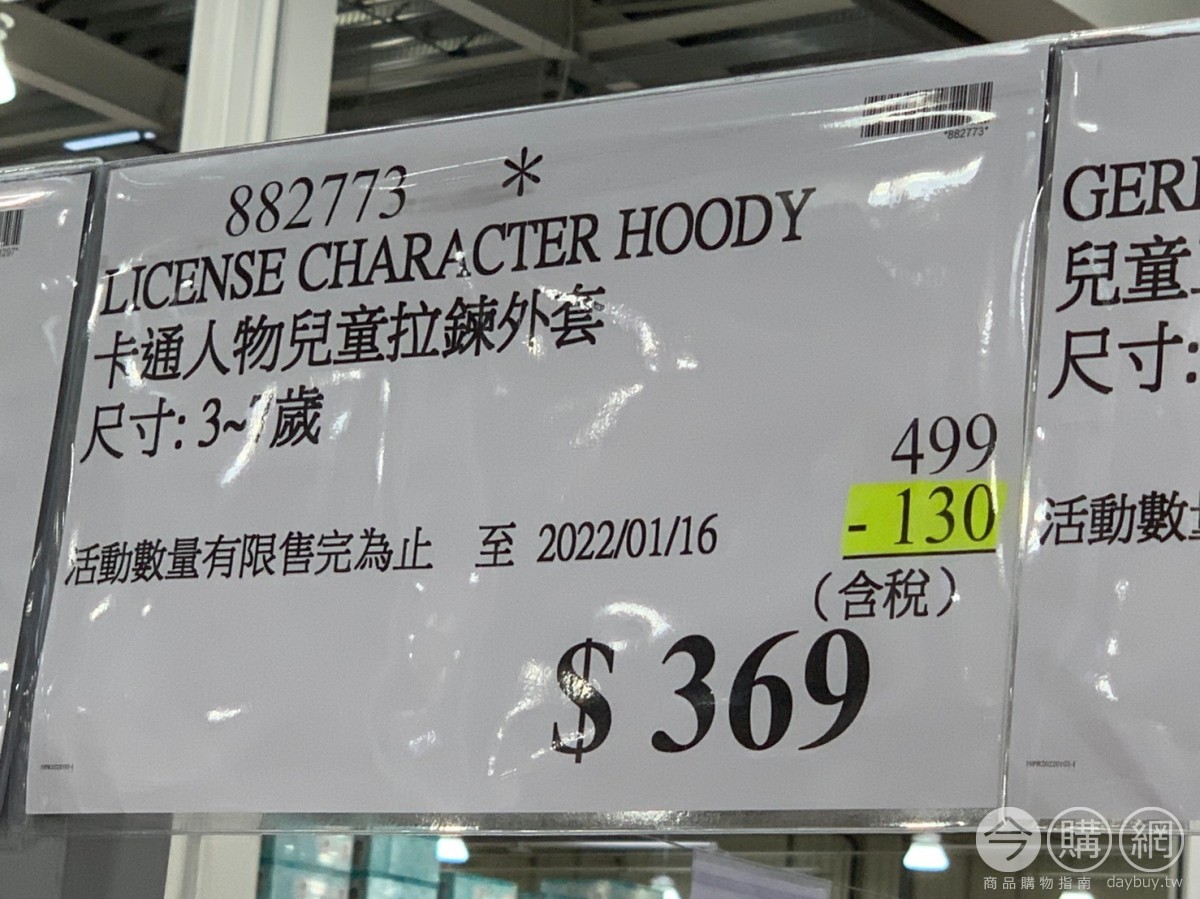 *882773*
882773 *
LICENSE CHARACTER HOODY
卡通人物兒童拉鍊外套
尺寸: 3~7歲
499
-130
活動數量有限售完為止 至 2022/01/16
(含稅)
$ 369
兒童
尺寸:
活動數量
今購網
商品購物指南 daybuy.tw